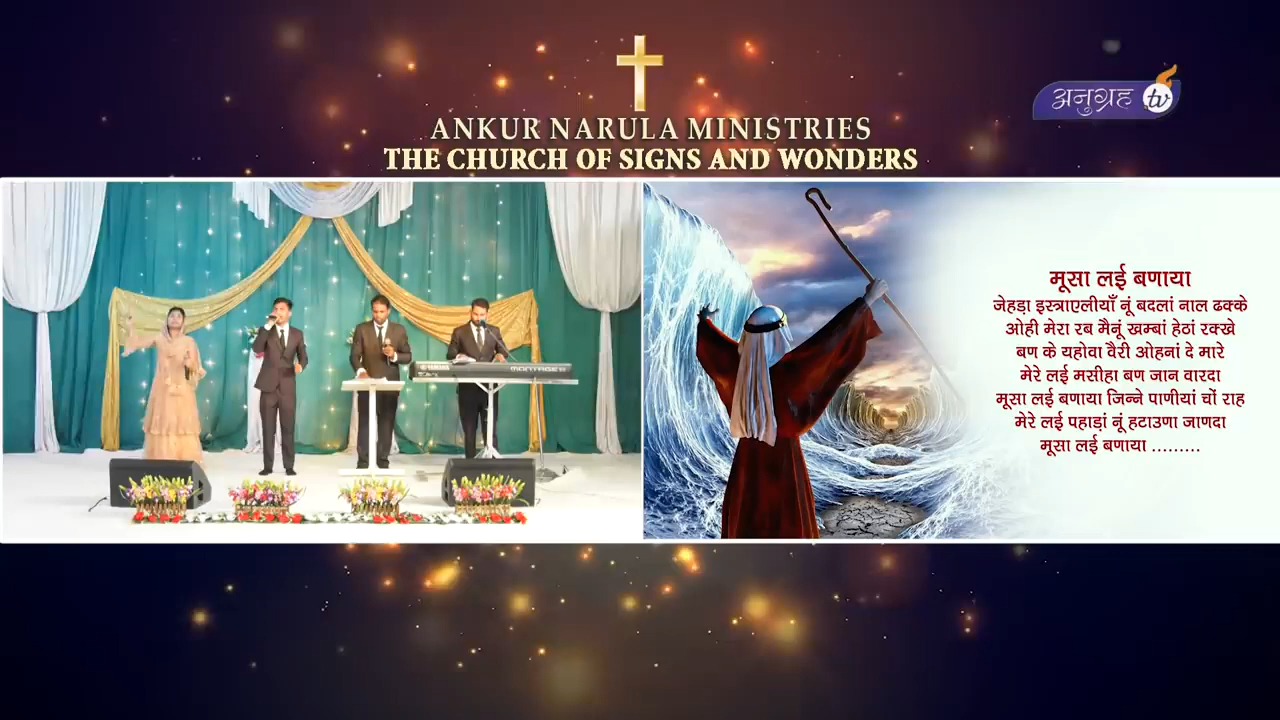 ANKUR NARULA MINISTRIES
THE CHURCH OF SIGNS AND WONDERS
अनुग्रह tv
YAMAHA
MONTAGE
मूसा लई बणाया
जेहड़ा इस्त्राएलीयाँ नूं बदलां नाल ढक्के
ओही मेरा रब मैनूं खम्बां हेठां रक्खे
बण के यहोवा वैरी ओहनां दे मारे
मेरे लई मसीहा बण जान वारदा
मूसां लई बणाया जिन्ने पाणीयां चों राह
मेरे लई पहाड़ां नूं हटाउणा जाणदा
मूसा लई बणाया .........